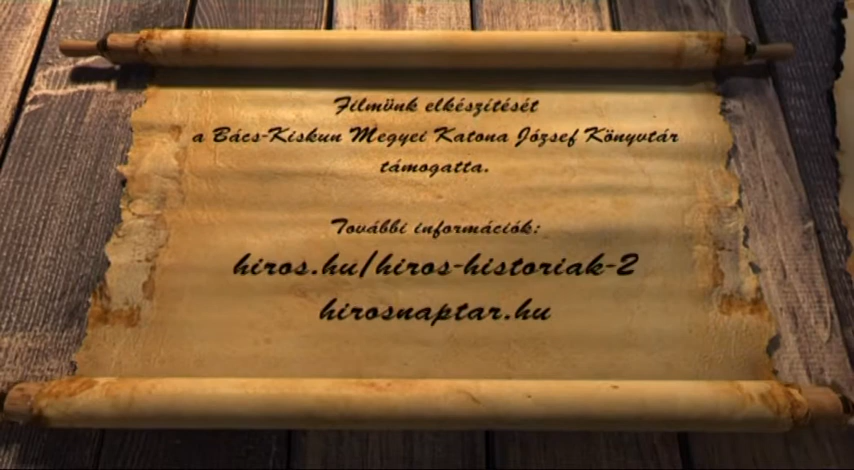 Filmünk elkészítését
a Bács-Kiskun Megyei Katona József Könyvtár
támogatta.
További információk:
hiros.hu/hiros-historiak-2
hirosnaptar.hu